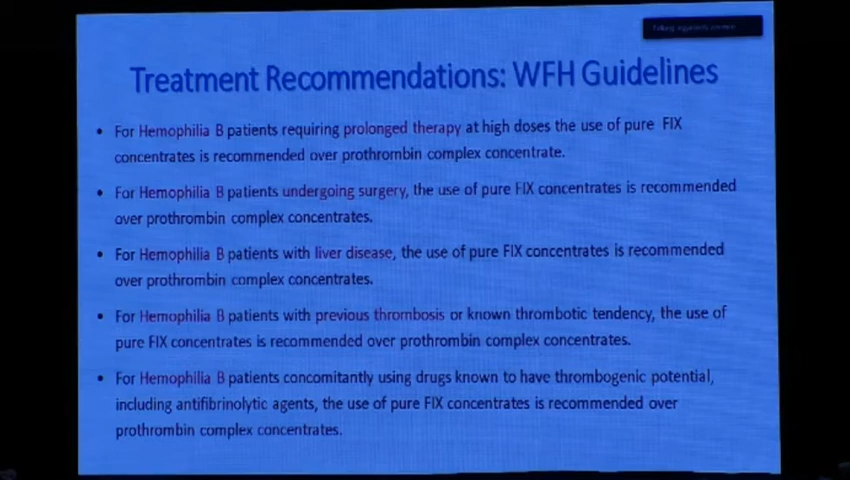 Treatment Recommendations: WFH Guidelines
• For Hemophilia B patients requiring prolonged therapy at high doses the use of pure FIX
concentrates is recommended over prothrombin complex concentrate.
• For Hemophilia B patients undergoing surgery, the use of pure FIX concentrates is recommended
over prothrombin complex concentrates.
• For Hemophilia B patients with liver disease, the use of pure FIX concentrates is recommended
over prothrombin complex concentrates.
• For Hemophilia B patients with previous thrombosis or known thrombotic tendency, the use of
pure FIX concentrates is recommended over prothrombin complex concentrates.
• For Hemophilia B patients concomitantly using drugs known to have thrombogenic potential,
including antifibrinolytic agents, the use of pure FIX concentrates is recommended over
prothrombin complex concentrates.